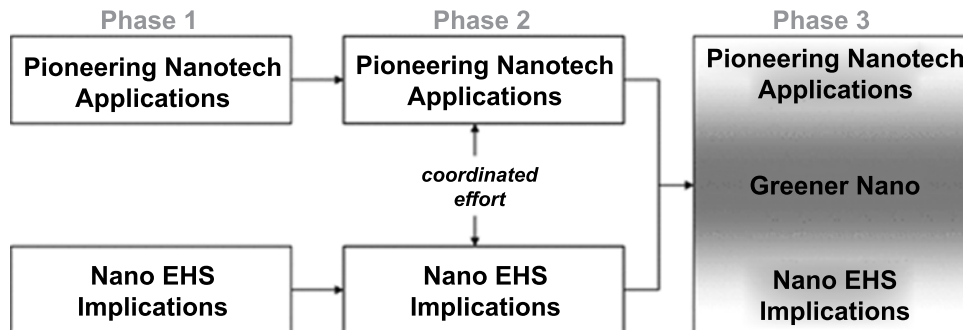 Phase 1
Phase 2
Phase 3
Pioneering Nanotech
Applications
Pioneering Nanotech
Applications
Pioneering Nanotech
Applications
coordinated
effort
Greener Nano
Nano EHS
Implications
Nano EHS
Implications
Nano EHS
Implications